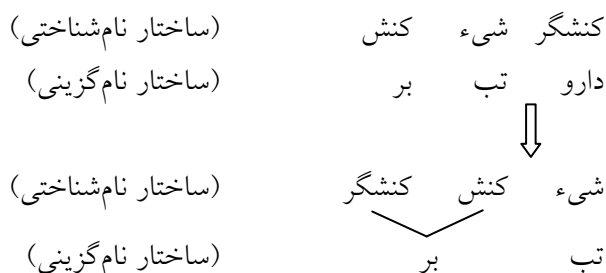 کنشگر شیء کنش (ساختار نام‌شناختی)
دارو تب بر (ساختار نام‌گزینی)
شیء کنش کنشگر (ساختار نام‌شناختی)
تب بر (ساختار نام‌گزینی)